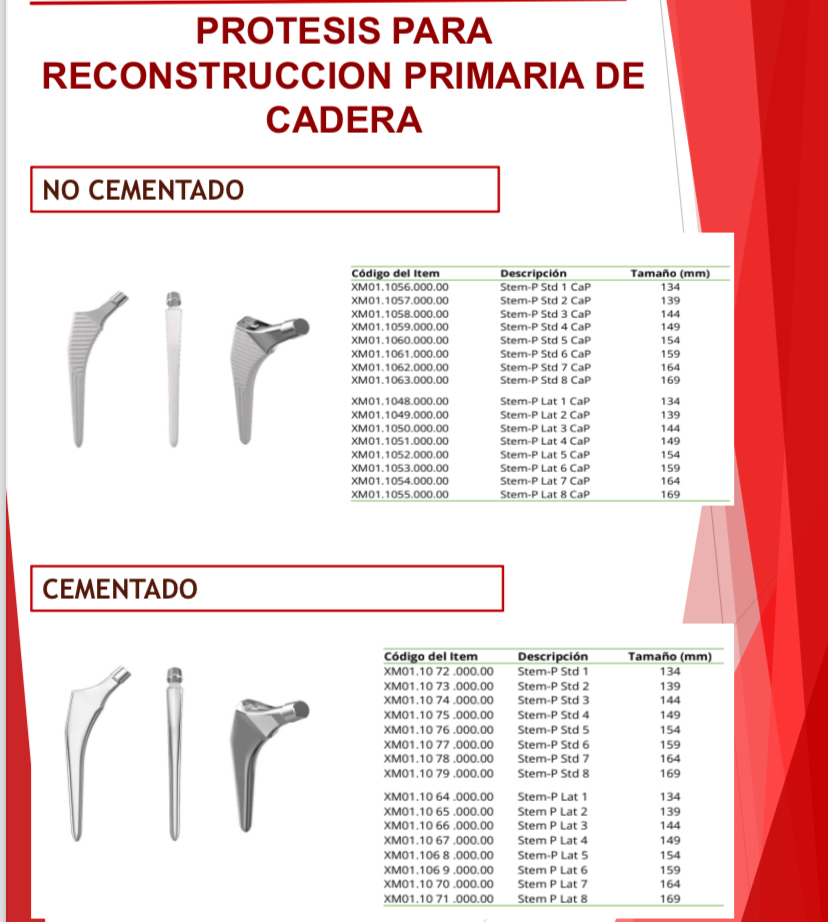 PROTESIS PARA
RECONSTRUCCION PRIMARIA DE
CADERA
NO CEMENTADO
Código del Item Descripción Tamaño (mm)
XM01.1056.000.00 Stem-P Std 1 CaP 134
XM01.1057.000.00 Stem-P Std 2 CaP 139
XM01.1058.000.00 Stem-P Std 3 CaP 144
XM01.1059.000.00 Stem-P Std 4 CaP 149
XM01.1060.000.00 Stem-P Std 5 CaP 154
XM01.1061.000.00 Stem-P Std 6 CaP 159
XM01.1062.000.00 Stem-P Std 7 CaP 164
XM01.1063.000.00 Stem-P Std 8 CaP 169
XM01.1048.000.00 Stem-P Lat 1 CaP 134
XM01.1049.000.00 Stem-P Lat 2 CaP 139
XM01.1050.000.00 Stem-P Lat 3 CaP 144
XM01.1051.000.00 Stem-P Lat 4 CaP 149
XM01.1052.000.00 Stem-P Lat 5 CaP 154
XM01.1053.000.00 Stem-P Lat 6 CaP 159
XM01.1054.000.00 Stem-P Lat 7 CaP 164
XM01.1055.000.00 Stem-P Lat 8 CaP 169
CEMENTADO
Código del Item Descripción Tamaño (mm)
XM01.10 72 .000.00 Stem-P Std 1 134
XM01.10 73 .000.00 Stem-P Std 2 139
XM01.10 74 .000.00 Stem-P Std 3 144
XM01.10 75 .000.00 Stem-P Std 4 149
XM01.10 76 .000.00 Stem-P Std 5 154
XM01.10 77 .000.00 Stem-P Std 6 159
XM01.10 78 .000.00 Stem-P Std 7 164
XM01.10 79 .000.00 Stem-P Std 8 169
XM01.10 64 .000.00 Stem-P Lat 1 134
XM01.10 65 .000.00 Stem P Lat 2 139
XM01.10 66 .000.00 Stem P Lat 3 144
XM01.10 67 .000.00 Stem P Lat 4 149
XM01.106 8 .000.00 Stem-P Lat 5 154
XM01.106 9 .000.00 Stem P Lat 6 159
XM01.10 70 .000.00 Stem P Lat 7 164
XM01.10 71 .000.00 Stem P Lat 8 169